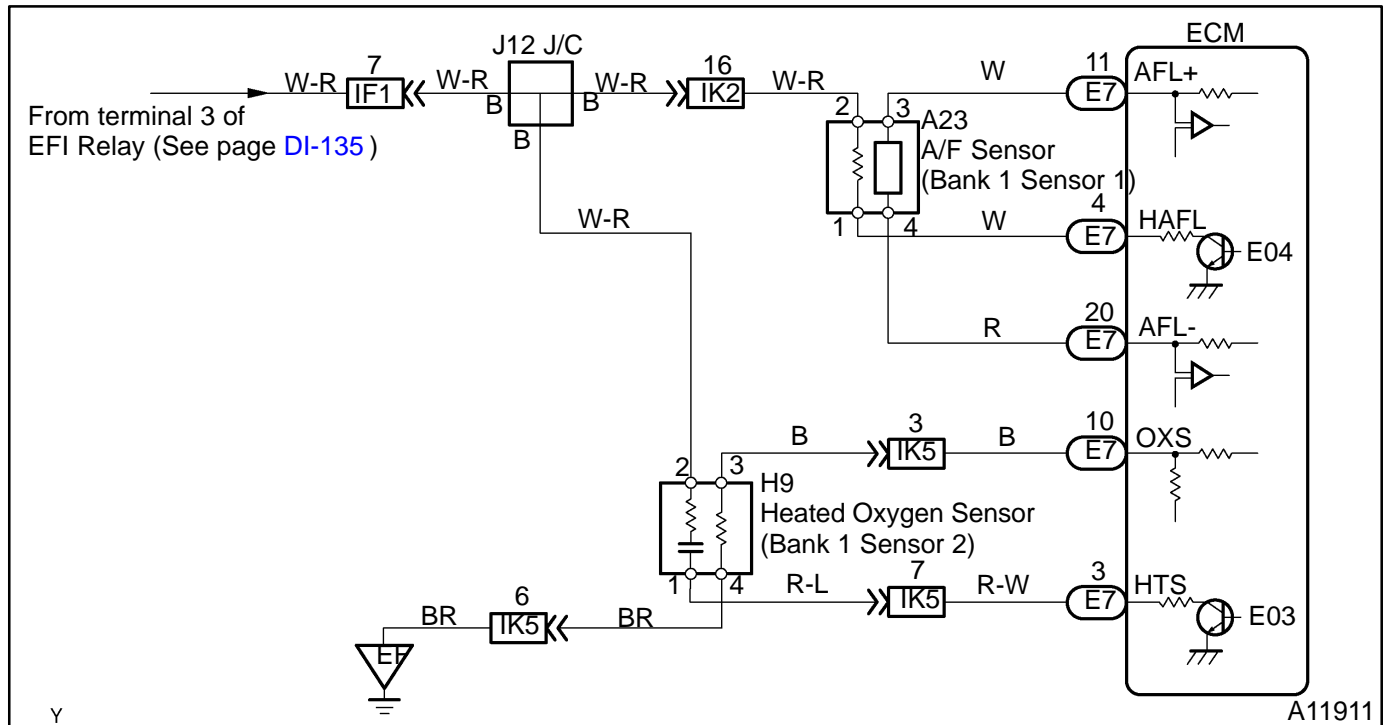 ECM
J12 J/C
7
16
11
W-R
IF1
W-R
B
B
B
W-R
IK2
W-R
W
E7
AFL+
From terminal 3 of
EFI Relay (See page DI-135 )
2
3
A23
A/F Sensor
(Bank 1 Sensor 1)
1
4
W-R
W
4
E7
HAFL
E04
R
20
E7
AFL-
B
3
IK5
B
10
E7
OXS
2
3
H9
Heated Oxygen Sensor
(Bank 1 Sensor 2)
1
4
R-L
7
IK5
R-W
3
E7
HTS
E03
BR
6
IK5
BR
EF
Y
A11911